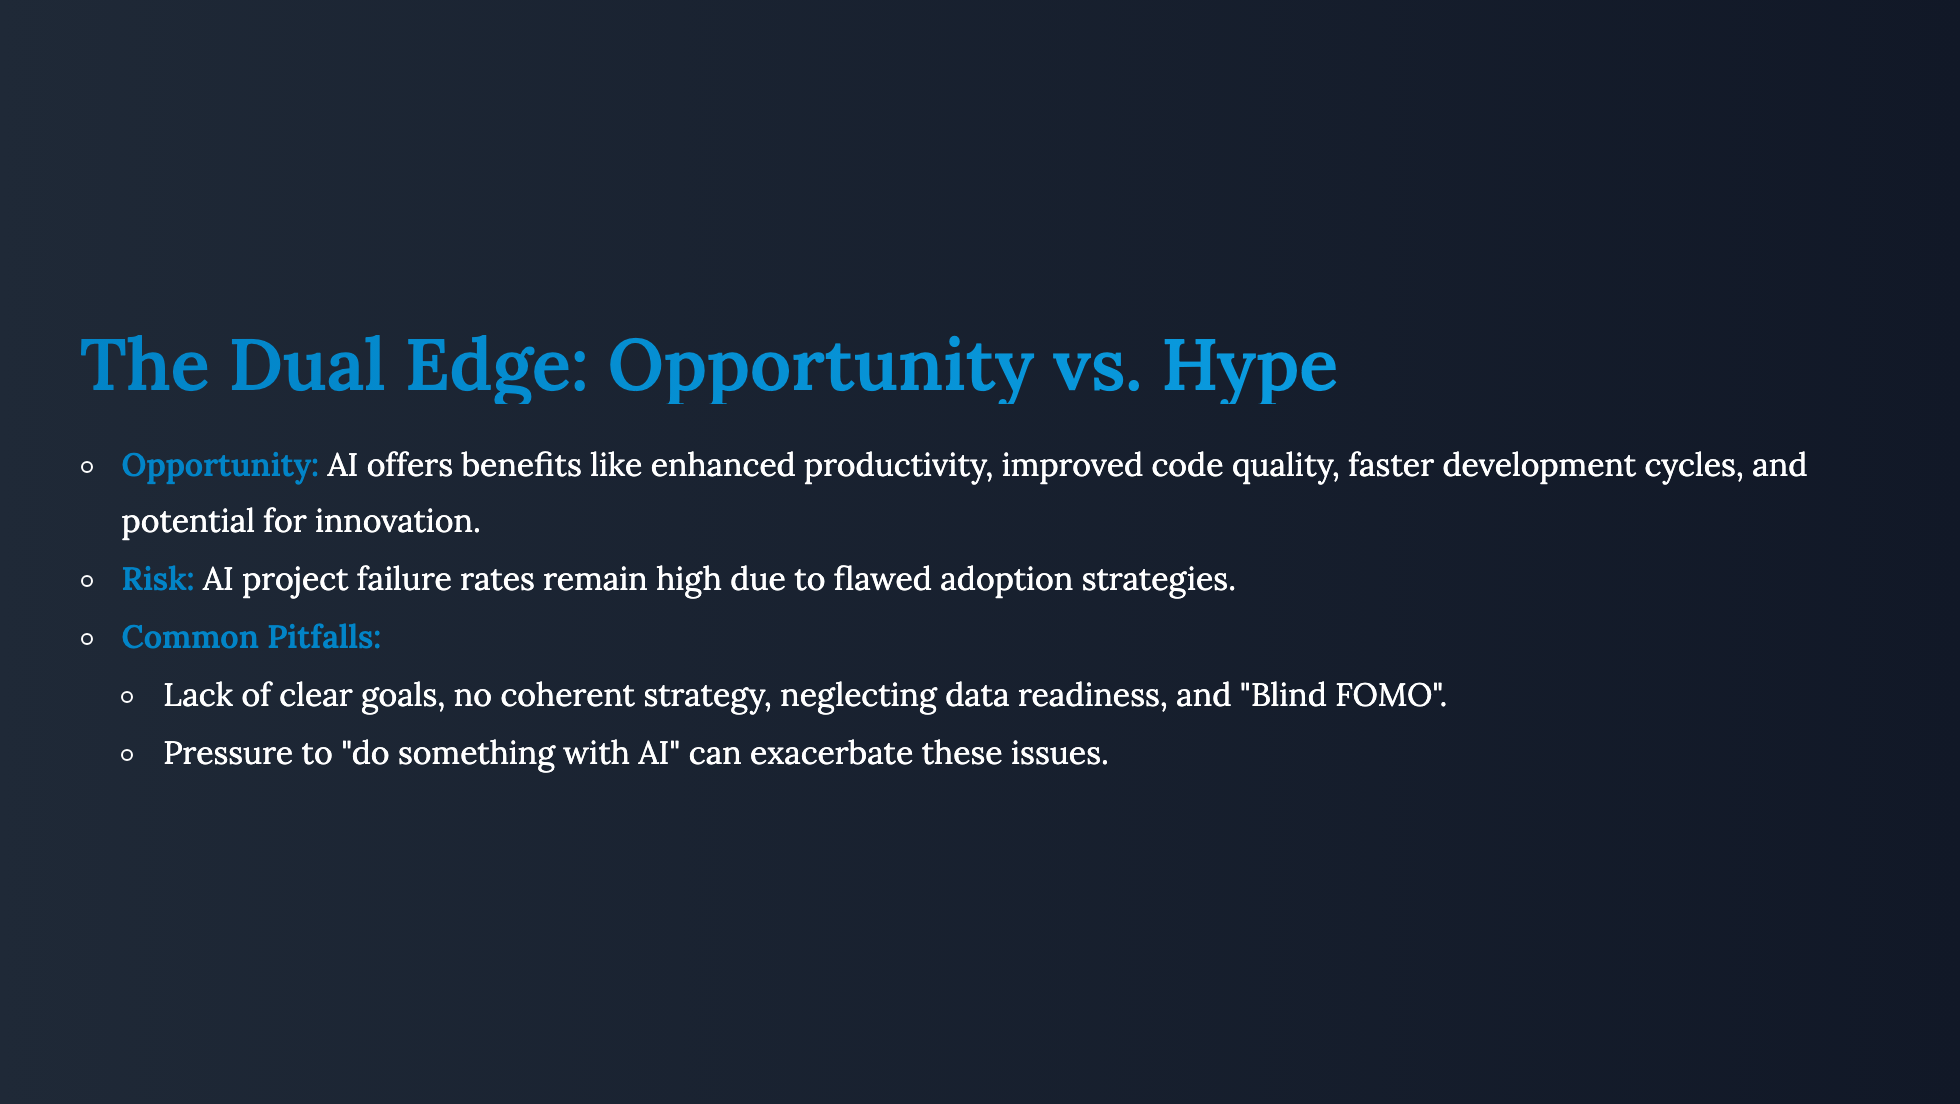 The Dual Edge: Opportunity vs. Hype
Opportunity: AI offers benefits like enhanced productivity, improved code quality, faster development cycles, and
potential for innovation.
Risk: AI project failure rates remain high due to flawed adoption strategies.
Common Pitfalls:
Lack of clear goals, no coherent strategy, neglecting data readiness, and "Blind FOMO".
Pressure to "do something with AI" can exacerbate these issues.